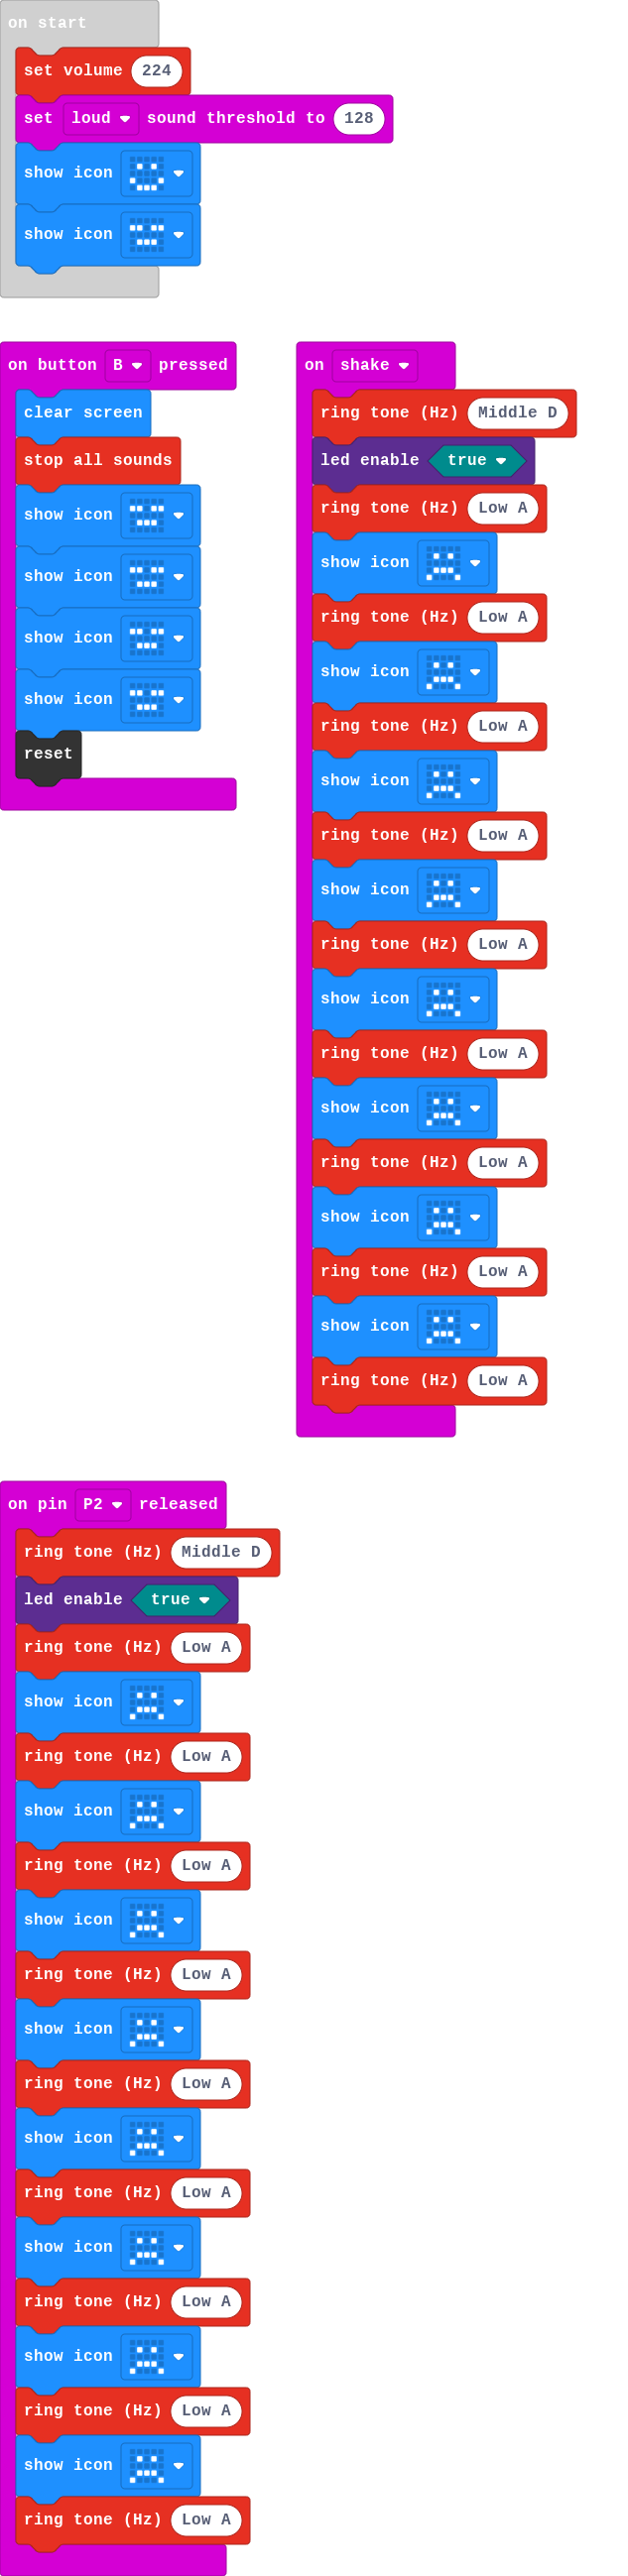 on start
set volume 224
set loud sound threshold to 128
show icon
show icon
on button B pressed
clear screen
stop all sounds
show icon
show icon
show icon
show icon
reset
on shake
ring tone (Hz) Middle D
led enable true
ring tone (Hz) Low A
show icon
ring tone (Hz) Low A
show icon
ring tone (Hz) Low A
show icon
ring tone (Hz) Low A
show icon
ring tone (Hz) Low A
show icon
ring tone (Hz) Low A
show icon
ring tone (Hz) Low A
show icon
ring tone (Hz) Low A
show icon
ring tone (Hz) Low A
on pin P2 released
ring tone (Hz) Middle D
led enable true
ring tone (Hz) Low A
show icon
ring tone (Hz) Low A
show icon
ring tone (Hz) Low A
show icon
ring tone (Hz) Low A
show icon
ring tone (Hz) Low A
show icon
ring tone (Hz) Low A
show icon
ring tone (Hz) Low A
show icon
ring tone (Hz) Low A
show icon
ring tone (Hz) Low A